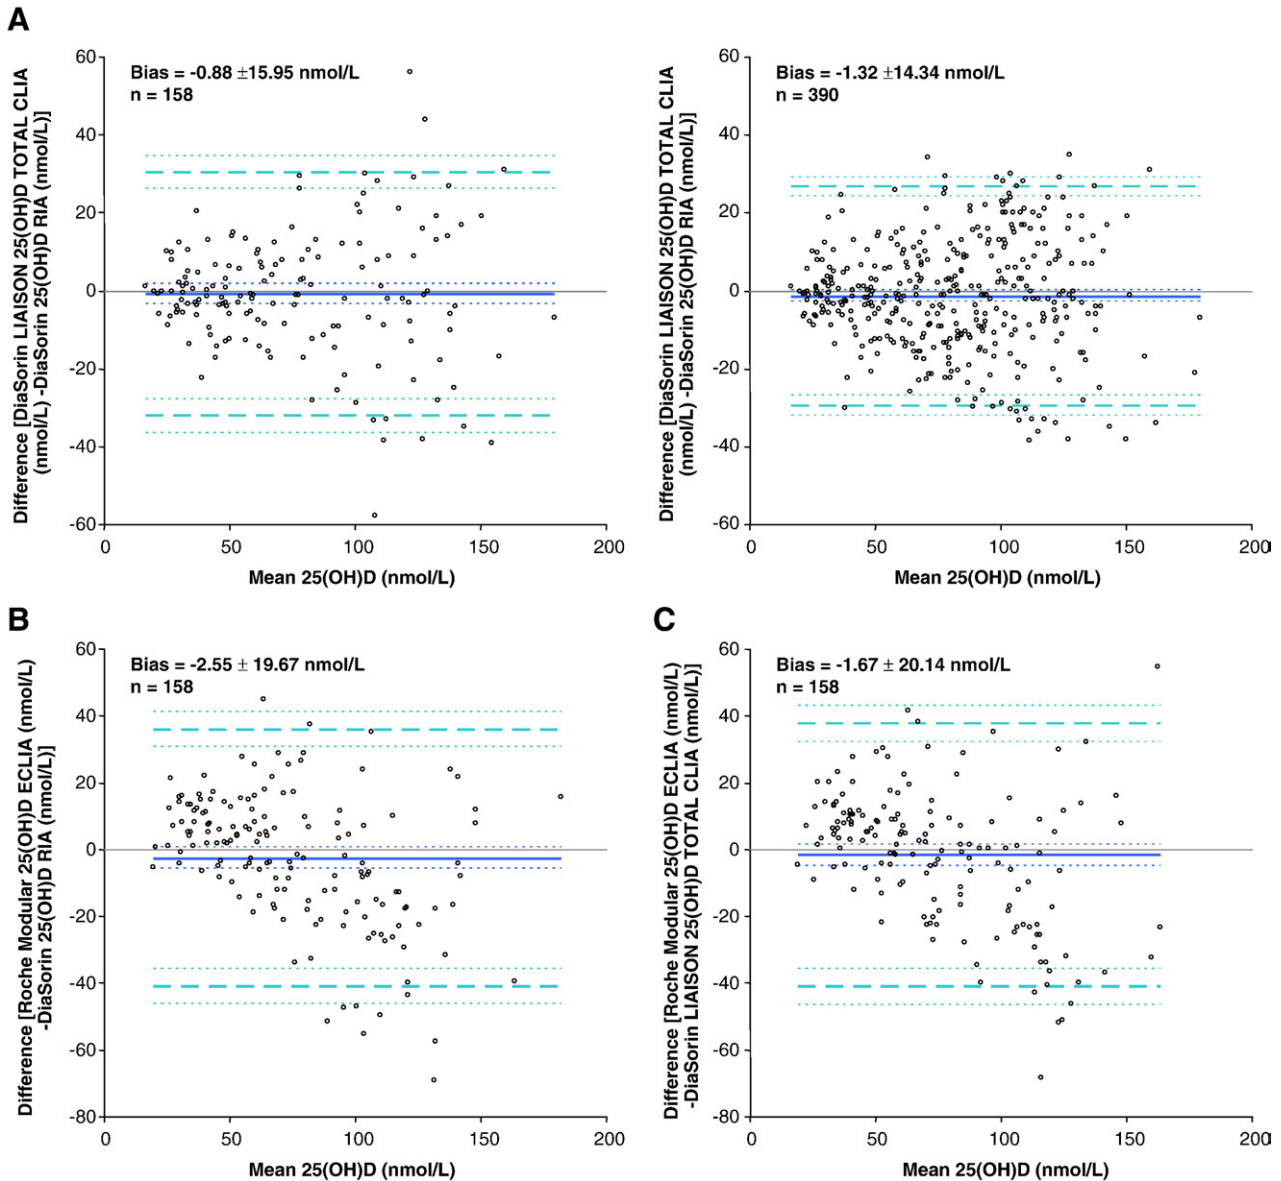 A
Difference [DiaSorin LIAISON 25(OH)D TOTAL CLIA
(nmol/L) -DiaSorin 25(OH)D RIA (nmol/L)]
Bias = -0.88 ±15.95 nmol/L
n = 158
60
40
20
0
-20
-40
-60
0 50 100 150 200
Mean 25(OH)D (nmol/L)
Difference [DiaSorin LIAISON 25(OH)D TOTAL CLIA
(nmol/L) -DiaSorin 25(OH)D RIA (nmol/L)]
Bias = -1.32 ±14.34 nmol/L
n = 390
60
40
20
0
-20
-40
-60
0 50 100 150 200
Mean 25(OH)D (nmol/L)
B
Difference [Roche Modular 25(OH)D ECLIA (nmol/L)
-DiaSorin 25(OH)D RIA (nmol/L)]
Bias = -2.55 ± 19.67 nmol/L
n = 158
60
40
20
0
-20
-40
-60
-80
0 50 100 150 200
Mean 25(OH)D (nmol/L)
C
Difference [Roche Modular 25(OH)D ECLIA (nmol/L)
-DiaSorin LIAISON 25(OH)D TOTAL CLIA (nmol/L)]
Bias = -1.67 ± 20.14 nmol/L
n = 158
60
40
20
0
-20
-40
-60
-80
0 50 100 150 200
Mean 25(OH)D (nmol/L)